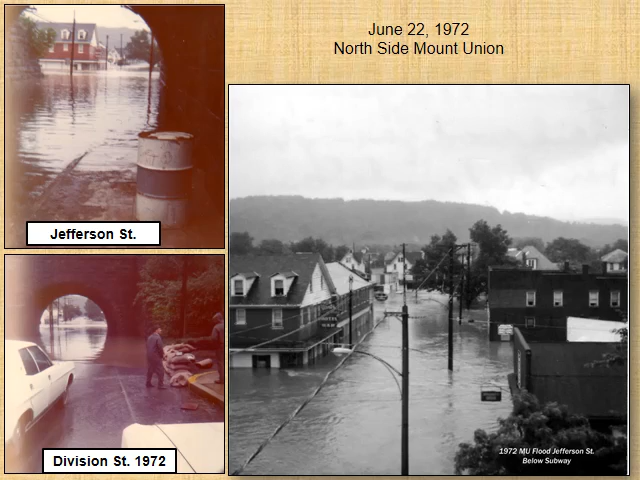 June 22, 1972
North Side Mount Union
Jefferson St.
Division St. 1972
1972 MU Flood Jefferson St.
Below Subway